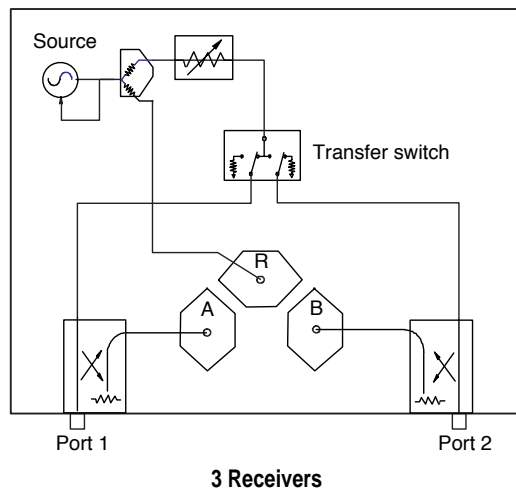 Source
Transfer switch
R
A
B
Port 1
Port 2
3 Receivers